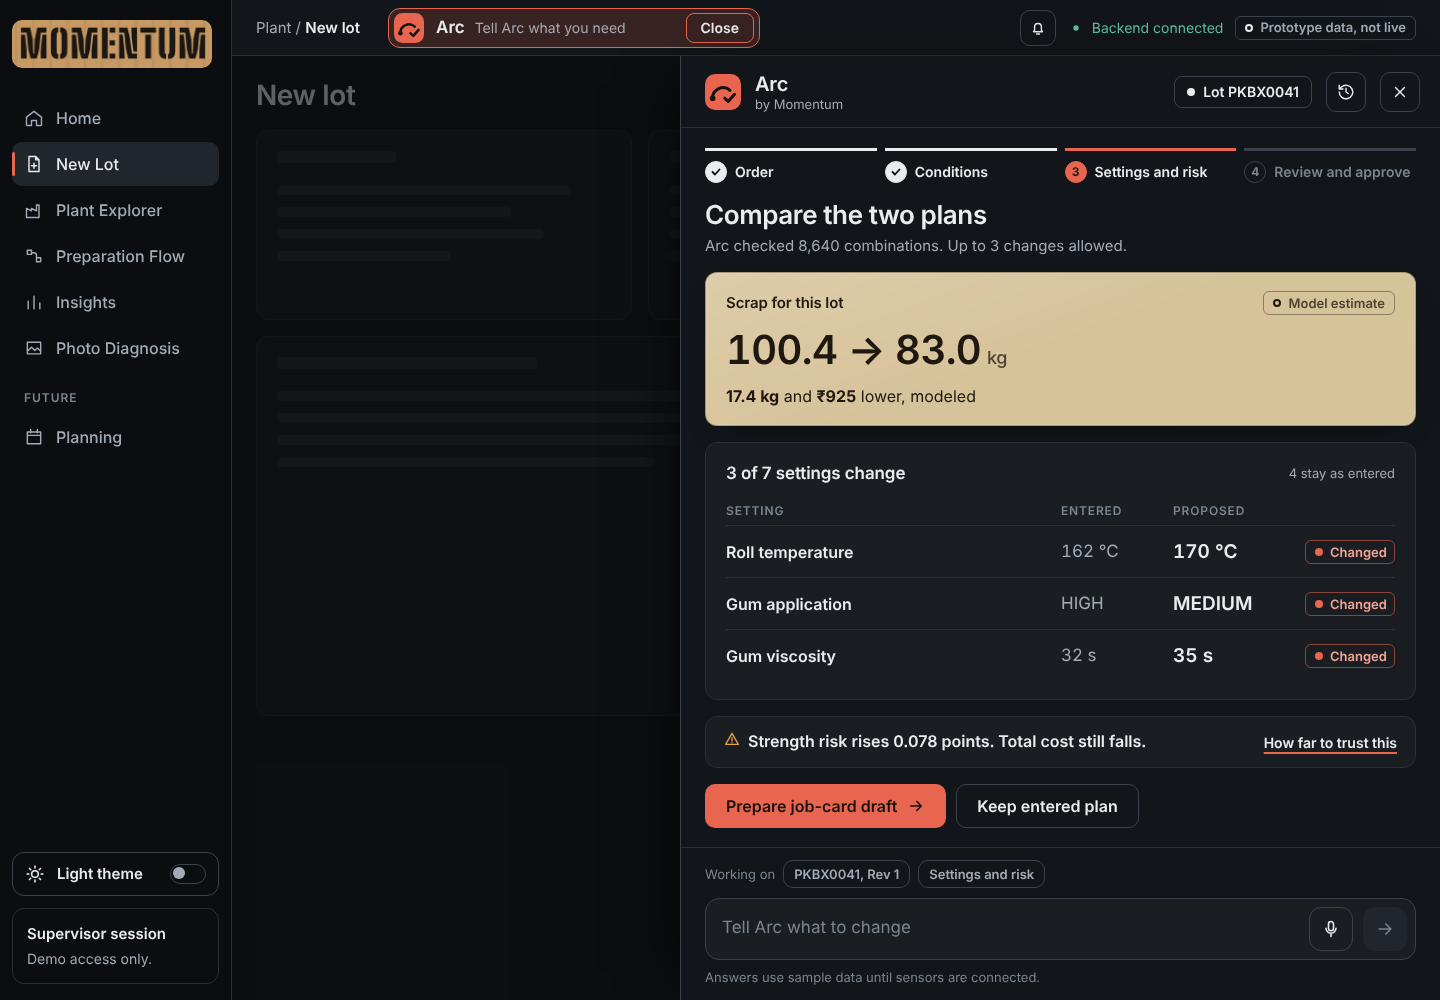 MOMENTUM
Home
New Lot
Plant Explorer
Preparation Flow
Insights
Photo Diagnosis
FUTURE
Planning
Light theme
Supervisor session
Demo access only.
Plant / New lot
Arc Tell Arc what you need Close
Backend connected
Prototype data, not live
New lot
Arc
by Momentum
Lot PKBX0041
Order
Conditions
3 Settings and risk
4 Review and approve
Compare the two plans
Arc checked 8,640 combinations. Up to 3 changes allowed.
Scrap for this lot
Model estimate
100.4 → 83.0 kg
17.4 kg and ₹925 lower, modeled
3 of 7 settings change
4 stay as entered
SETTING ENTERED PROPOSED
Roll temperature 162 °C 170 °C Changed
Gum application HIGH MEDIUM Changed
Gum viscosity 32 s 35 s Changed
Strength risk rises 0.078 points. Total cost still falls.
How far to trust this
Prepare job-card draft →
Keep entered plan
Working on PKBX0041, Rev 1 Settings and risk
Tell Arc what to change
Answers use sample data until sensors are connected.